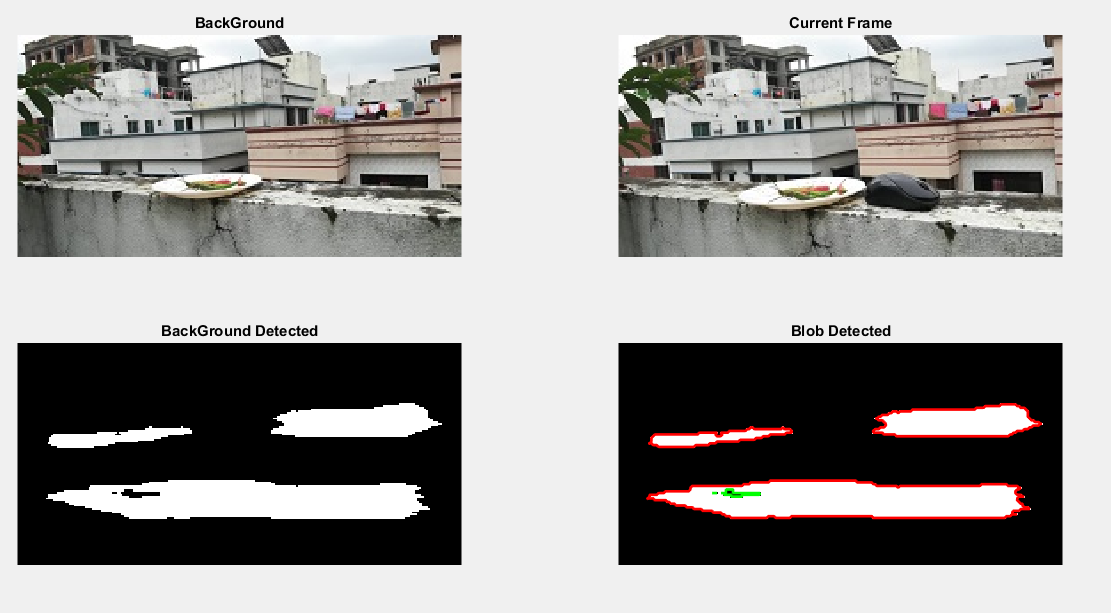 BackGround
Current Frame
BackGround Detected
Blob Detected